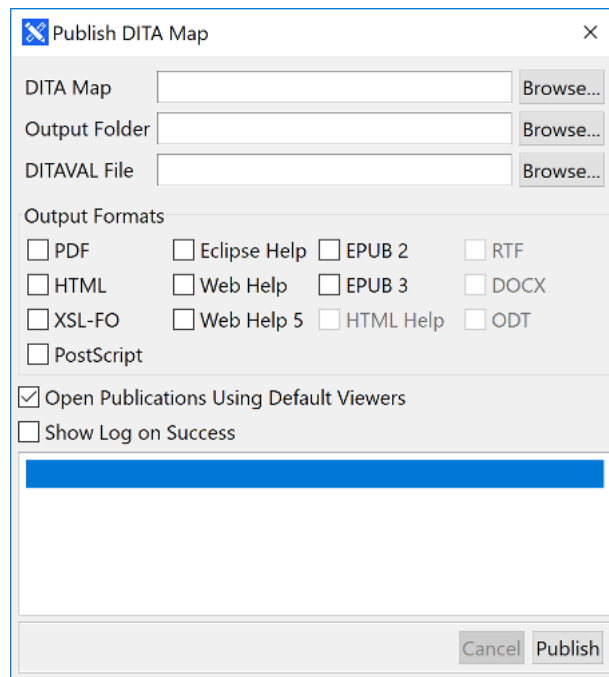 Publish DITA Map
DITA Map Browse...
Output Folder Browse...
DITAVAL File Browse...
Output Formats
PDF Eclipse Help EPUB 2 RTF
HTML Web Help EPUB 3 DOCX
XSL-FO Web Help 5 HTML Help ODT
PostScript
Open Publications Using Default Viewers
Show Log on Success
Cancel Publish